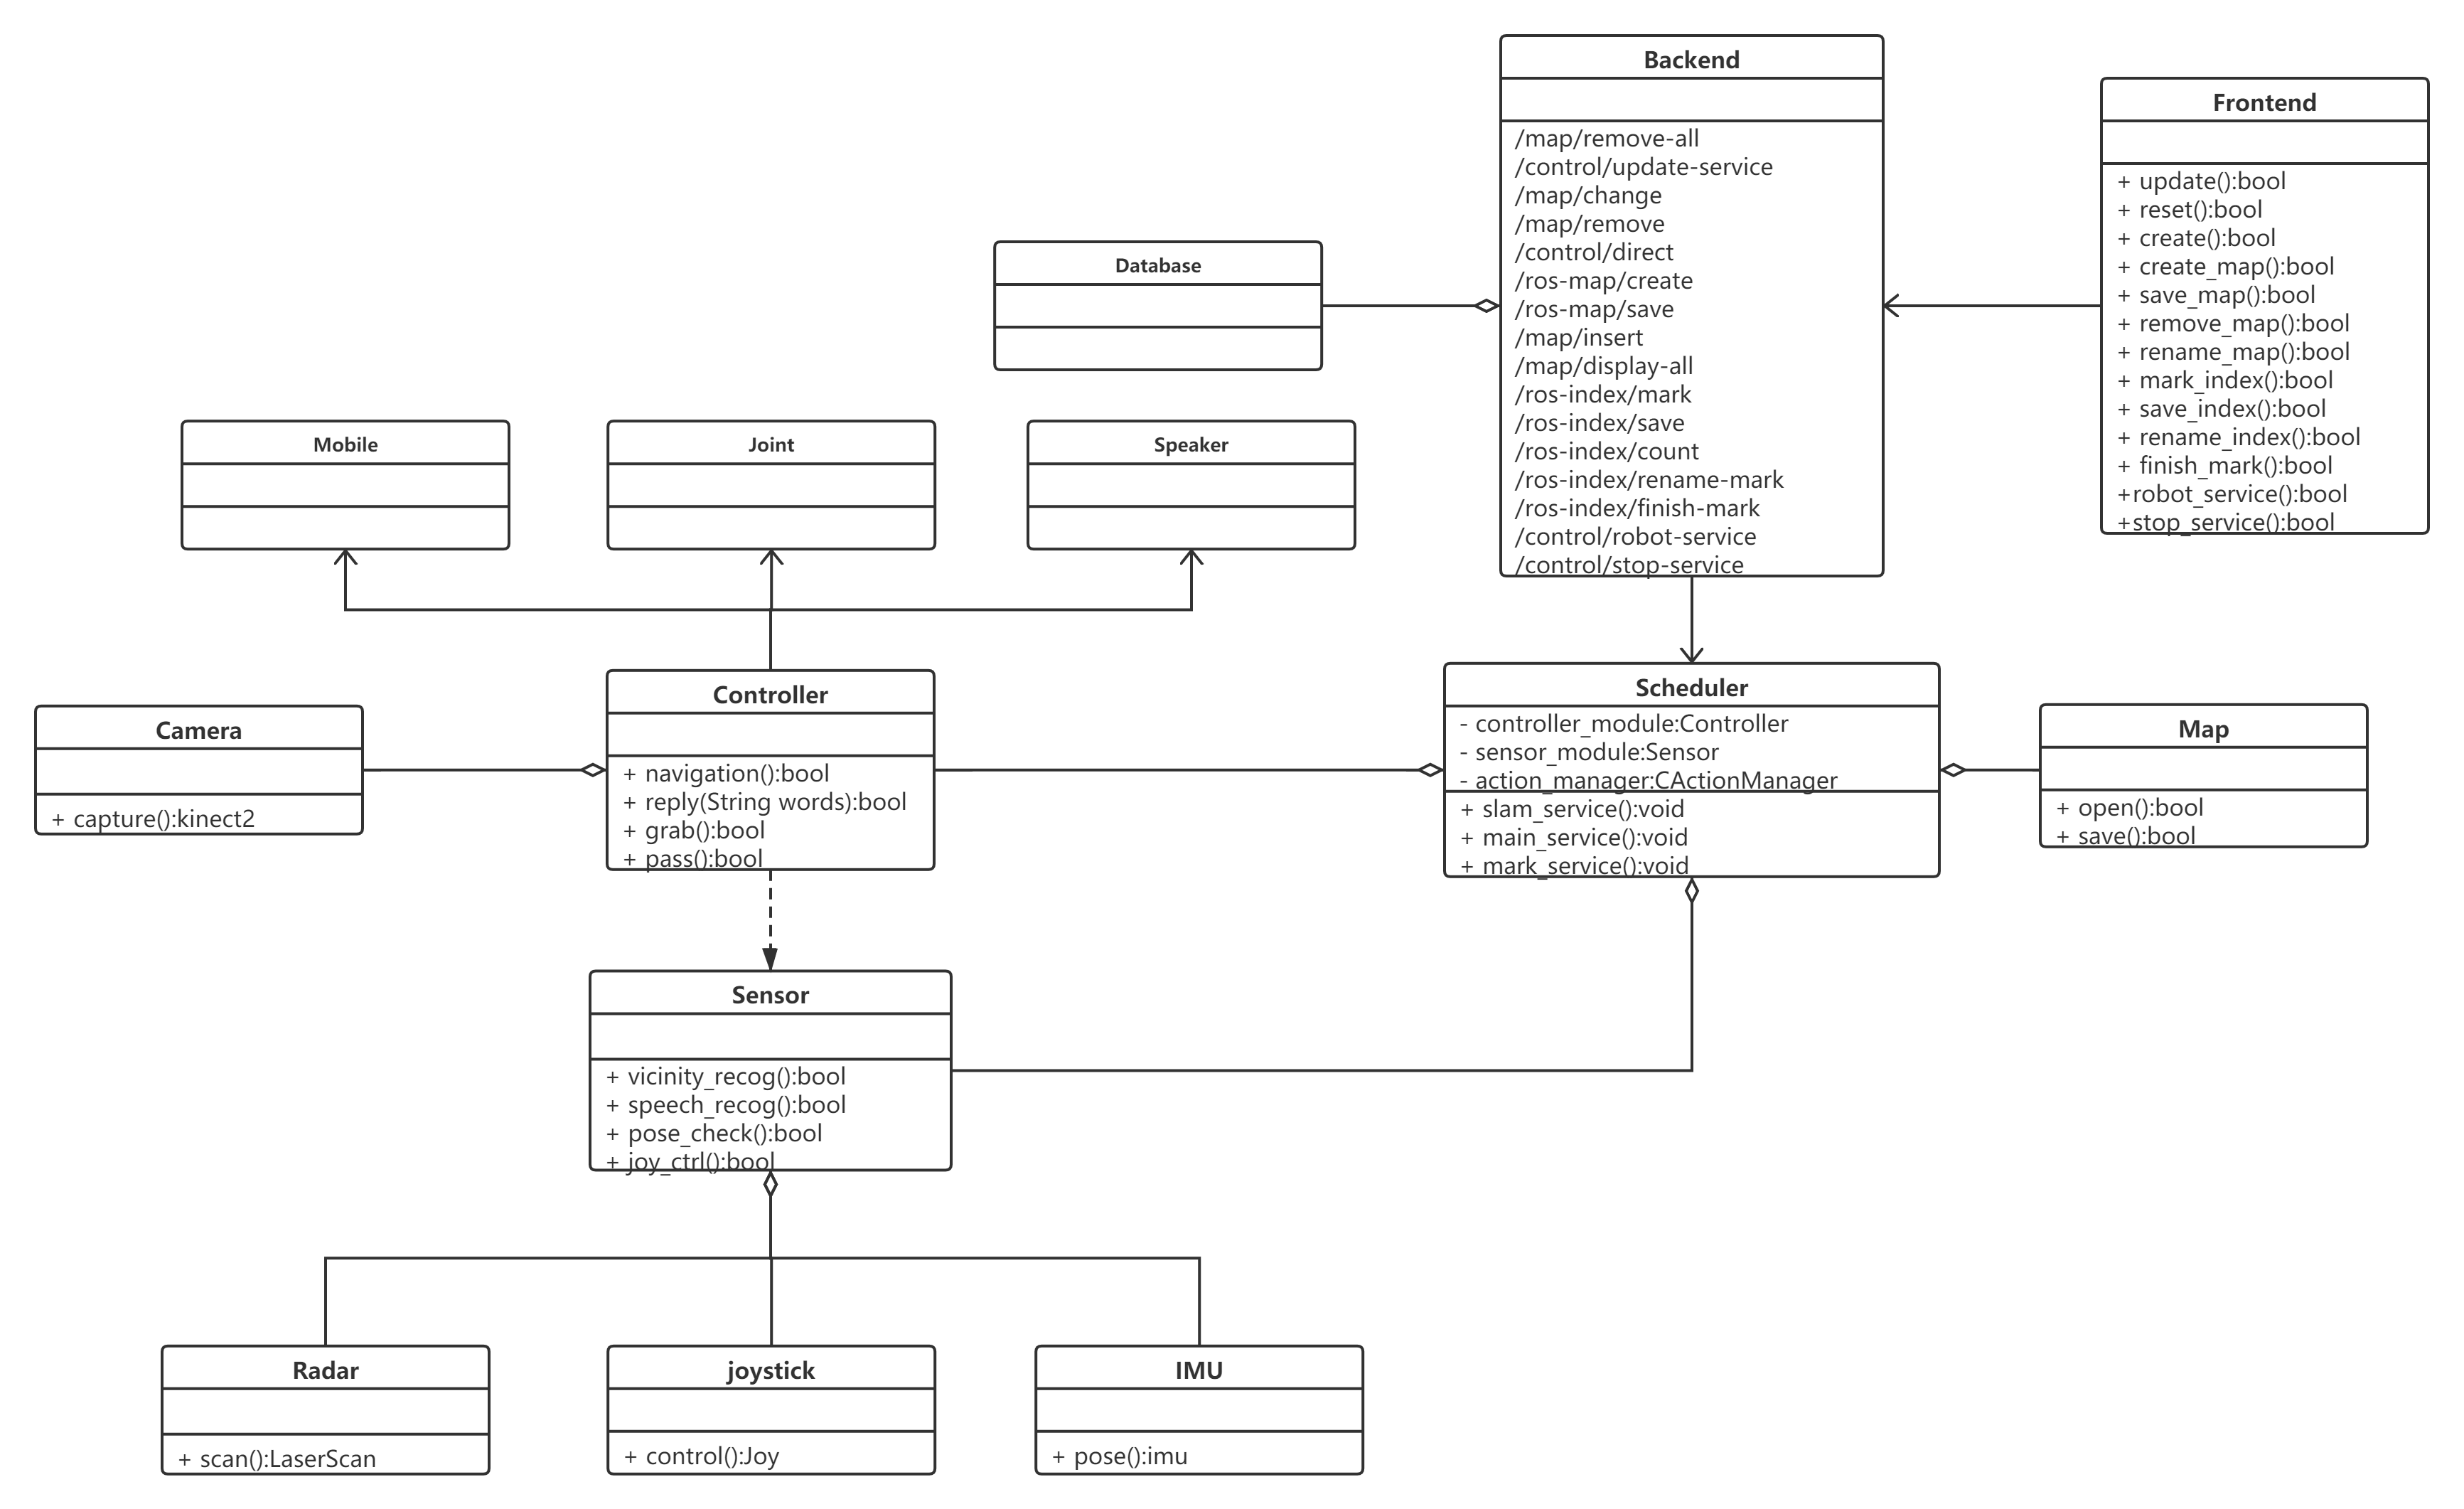 Backend
/map/remove-all
/control/update-service
/map/change
/map/remove
/control/direct
/ros-map/create
/ros-map/save
/map/insert
/map/display-all
/ros-index/mark
/ros-index/save
/ros-index/count
/ros-index/rename-mark
/ros-index/finish-mark
/control/robot-service
/control/stop-service
Frontend
+ update():bool
+ reset():bool
+ create():bool
+ create_map():bool
+ save_map():bool
+ remove_map():bool
+ rename_map():bool
+ mark_index():bool
+ save_index():bool
+ rename_index():bool
+ finish_mark():bool
+robot_service():bool
+stop_service():bool
Database
Mobile
Joint
Speaker
Camera
+ capture():kinect2
Controller
+ navigation():bool
+ reply(String words):bool
+ grab():bool
+ pass():bool
Scheduler
- controller_module:Controller
- sensor_module:Sensor
- action_manager:CActionManager
+ slam_service():void
+ main_service():void
+ mark_service():void
Map
+ open():bool
+ save():bool
Sensor
+ vicinity_recog():bool
+ speech_recog():bool
+ pose_check():bool
+ joy_ctrl():bool
Radar
+ scan():LaserScan
joystick
+ control():Joy
IMU
+ pose():imu